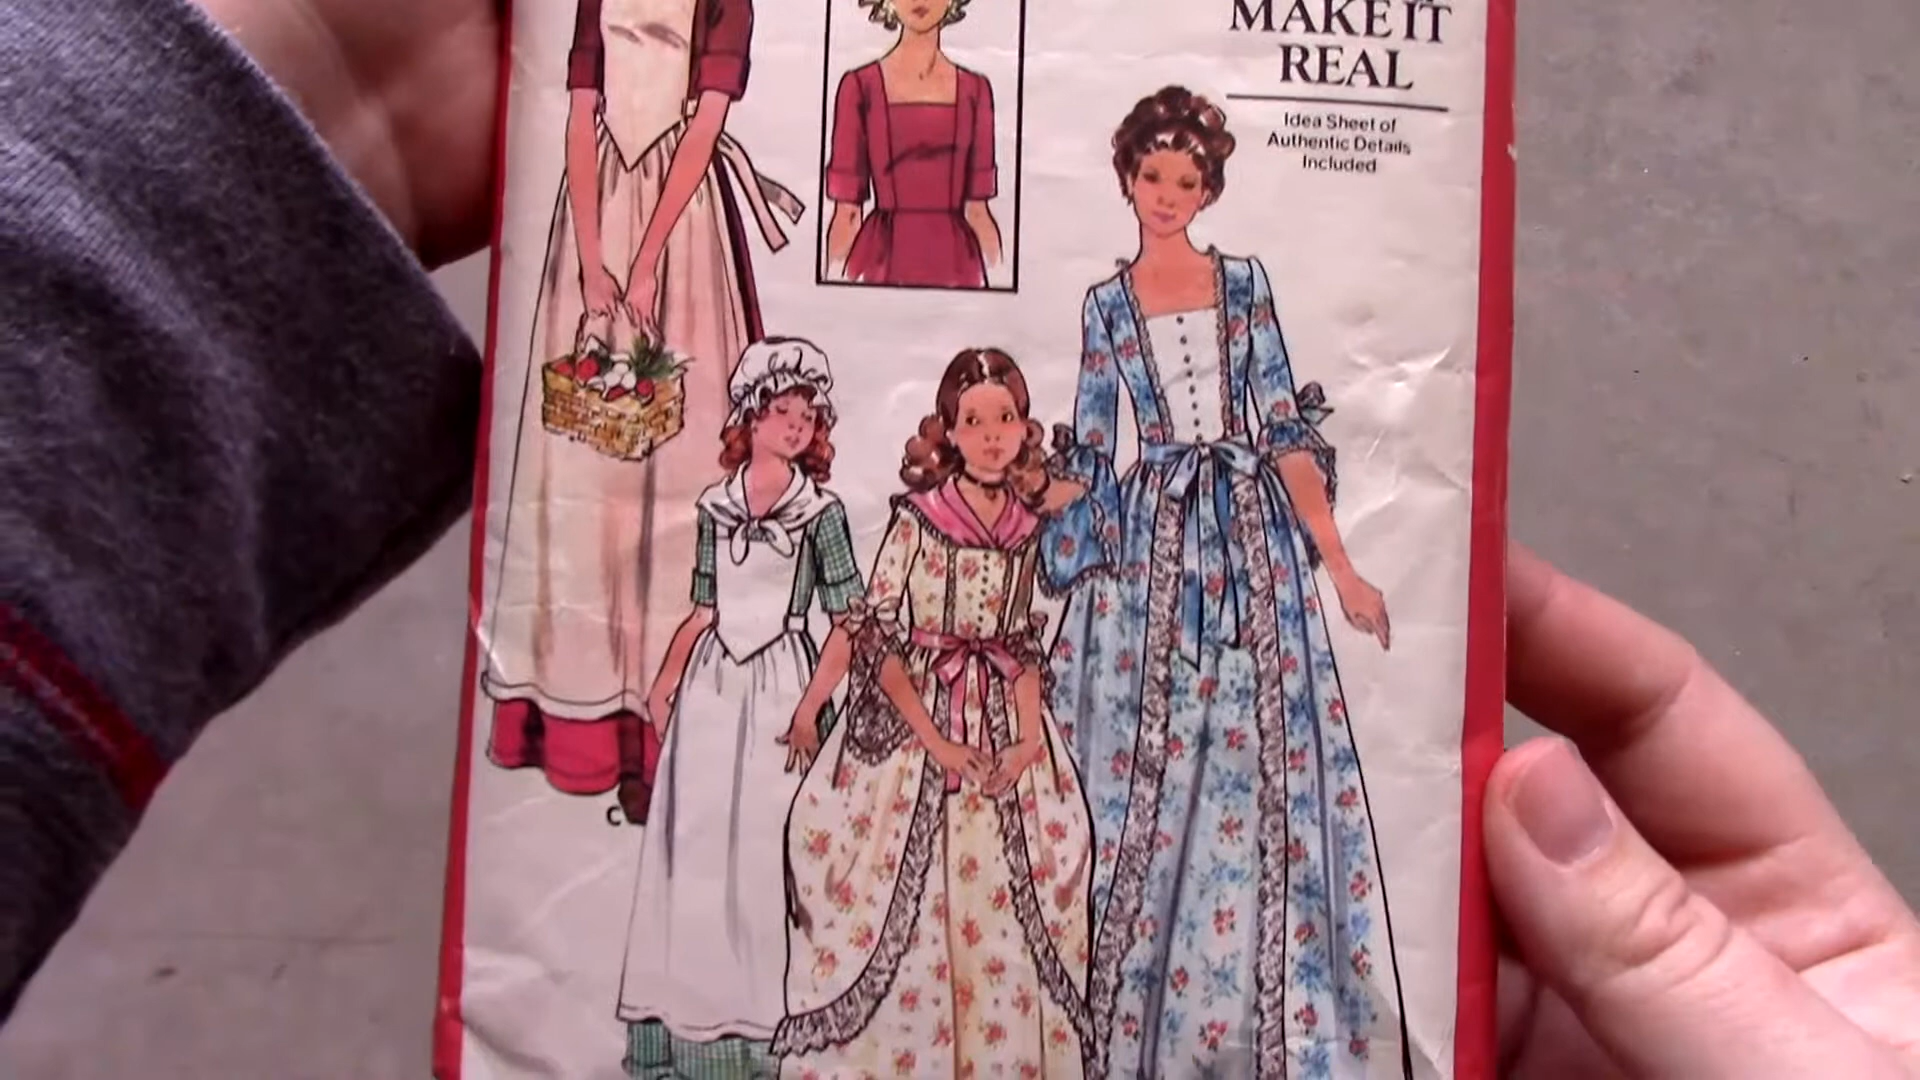 MAKE IT
REAL
Idea Sheet of
Authentic Details
Included
C